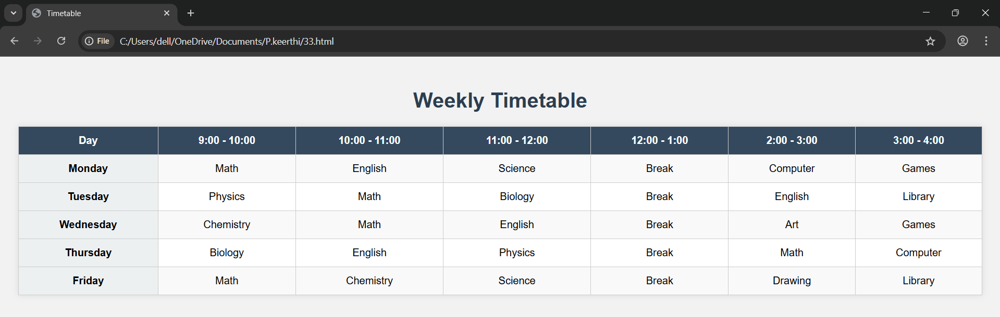 Timetable
File C:/Users/dell/OneDrive/Documents/P.keerthi/33.html
Weekly Timetable
Day 9:00 - 10:00 10:00 - 11:00 11:00 - 12:00 12:00 - 1:00 2:00 - 3:00 3:00 - 4:00
Monday Math English Science Break Computer Games
Tuesday Physics Math Biology Break English Library
Wednesday Chemistry Math English Break Art Games
Thursday Biology English Physics Break Math Computer
Friday Math Chemistry Science Break Drawing Library